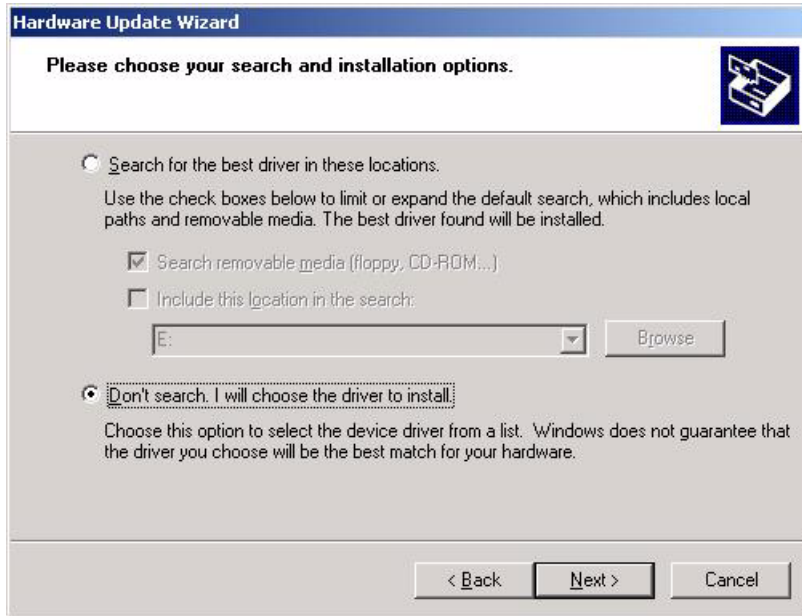 Hardware Update Wizard
Please choose your search and installation options.
Search for the best driver in these locations.
Use the check boxes below to limit or expand the default search, which includes local
paths and removable media. The best driver found will be installed.
Search removable media (floppy, CD-ROM...)
Include this location in the search:
E:
Browse
Don't search. I will choose the driver to install.
Choose this option to select the device driver from a list. Windows does not guarantee that
the driver you choose will be the best match for your hardware.
< Back
Next >
Cancel